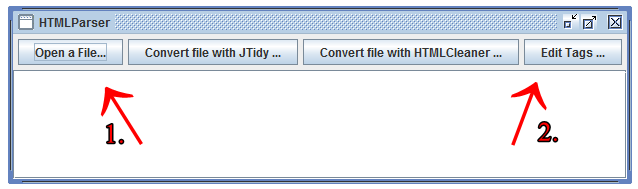 HTMLParser
Open a File... Convert file with JTidy ... Convert file with HTMLCleaner ... Edit Tags ...
1. 2.